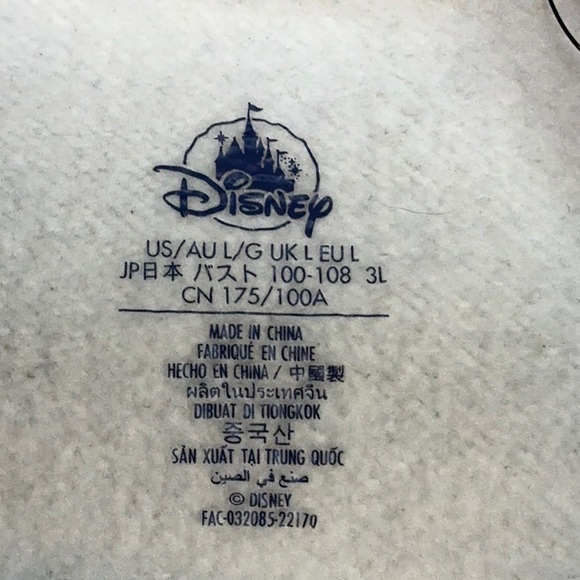 Disney
US/AU L/G UK L EU L
JP日本 バスト 100-108 3L
CN 175/100A
MADE IN CHINA
FABRIQUÉ EN CHINE
HECHO EN CHINA / 中國製
ผลิตในประเทศจีน
DIBUAT DI TIONGKOK
중국산
SẢN XUẤT TẠI TRUNG QUỐC
صنع في الصين
© DISNEY
FAC-032085-22170